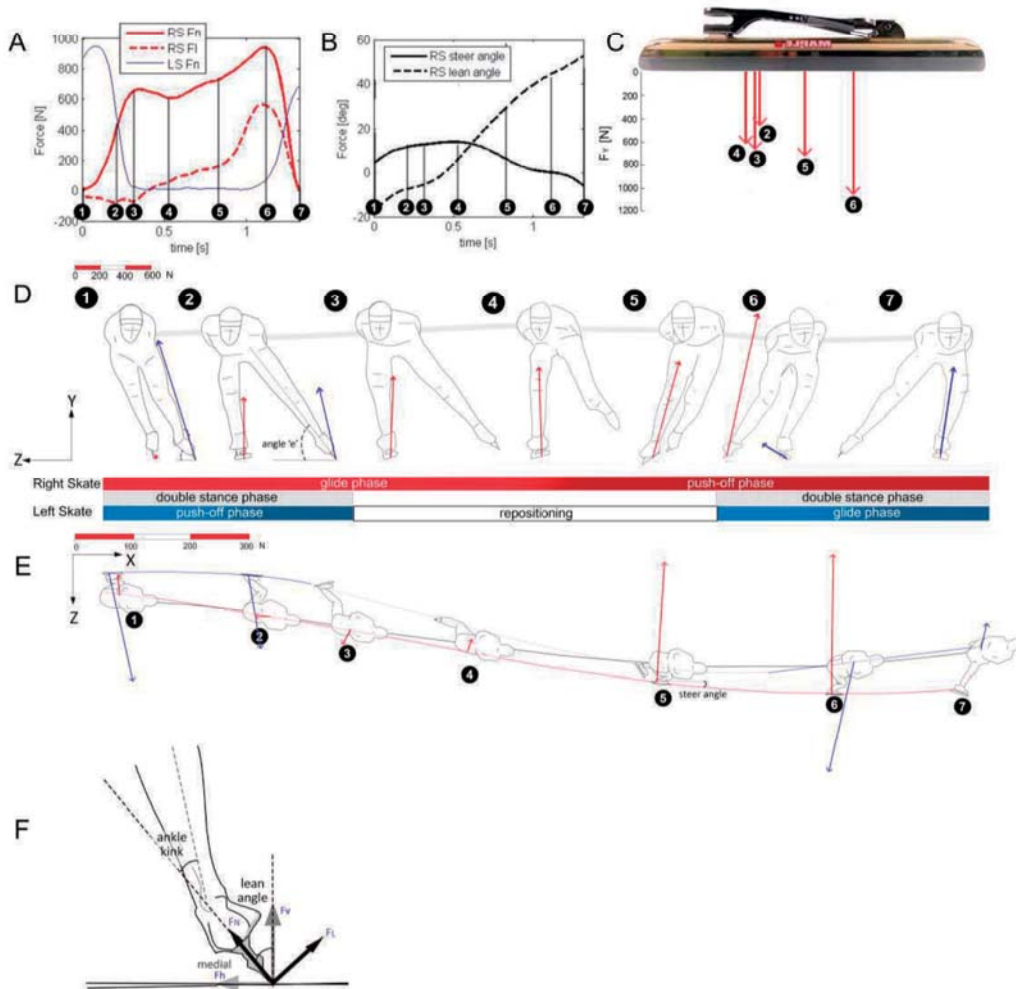 A
RS Fn
RS Fl
LS Fn
Force [N]
1000
800
600
400
200
0
-200
1 2 3 4 5 6 7
0 0.5 1
time [s]
B
RS steer angle
RS lean angle
Force [deg]
60
40
20
0
-20
1 2 3 4 5 6 7
0 0.5 1
time [s]
C
MAPLE
Fv [N]
0
200
400
600
800
1000
1200
4 3 2 5 6
0 200 400 600 N
D
1 2 3 4 5 6 7
Y
Z
angle 'e'
Right Skate
glide phase
push-off phase
double stance phase
double stance phase
Left Skate
push-off phase
repositioning
glide phase
0 100 200 300 N
E
X
Z
1 2 3 4 5 6 7
steer angle
F
ankle
kink
lean
angle
FN
Fv
FL
medial
Fh